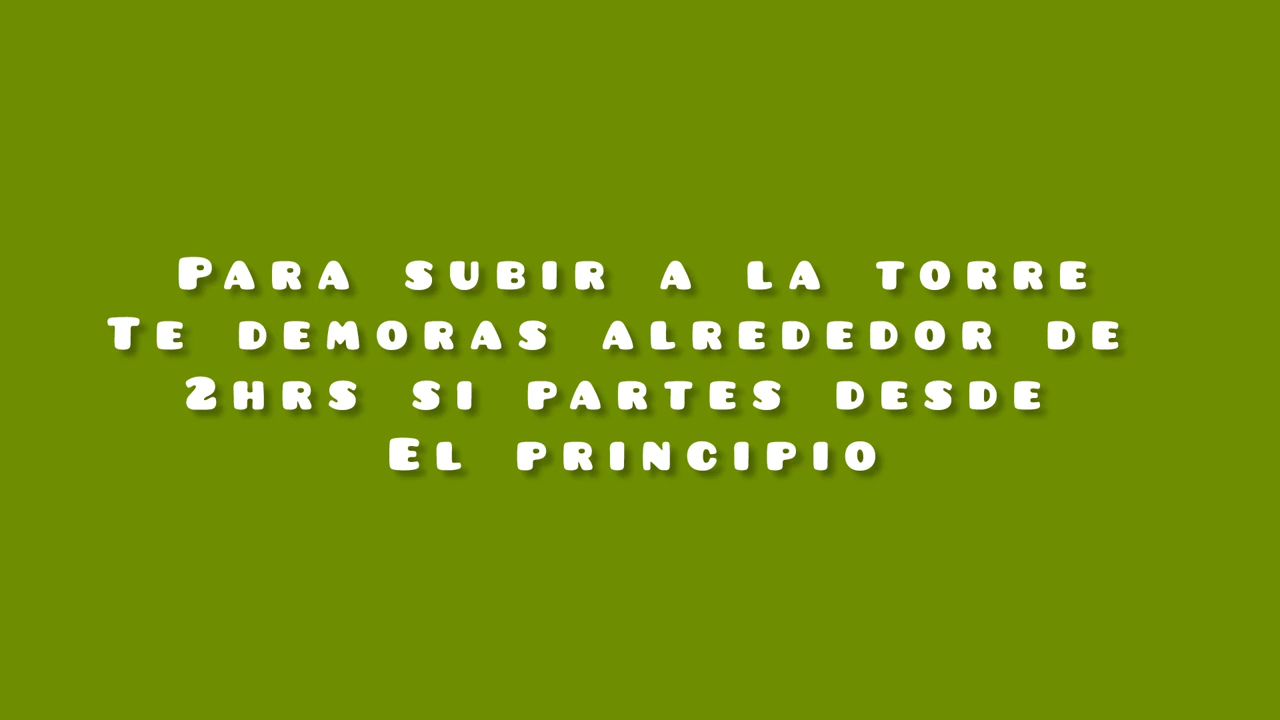 Para subir a la torre
Te demoras alrededor de
2hrs si partes desde
El principio